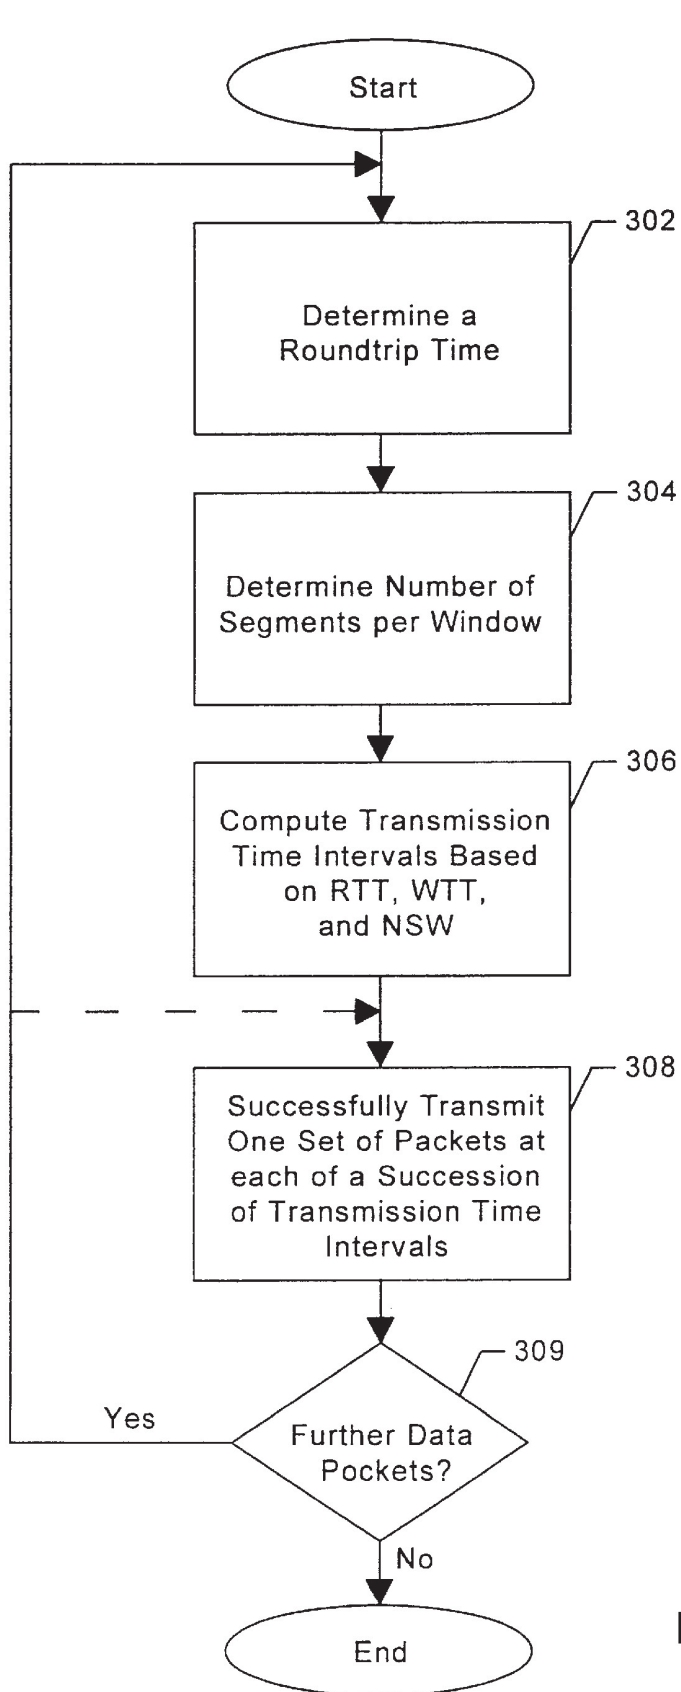 Start
302
Determine a
Roundtrip Time
304
Determine Number of
Segments per Window
306
Compute Transmission
Time Intervals Based
on RTT, WTT,
and NSW
308
Successfully Transmit
One Set of Packets at
each of a Succession
of Transmission Time
Intervals
309
Yes
Further Data
Pockets?
No
End